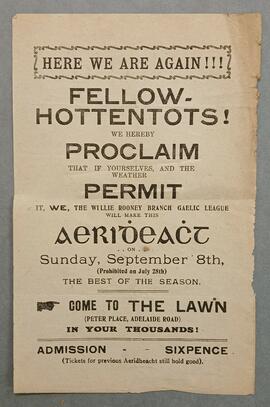 HERE WE ARE AGAIN!!!
FELLOW-
HOTTENTOTS!
WE HEREBY
PROCLAIM
THAT IF YOURSELVES, AND THE
WEATHER
PERMIT
IT, WE, THE WILLIE ROONEY BRANCH GAELIC LEAGUE
WILL MAKE THIS
Aeriḋeaċt
. . ON . .
Sunday, September 8th,
(Prohibited on July 28th)
THE BEST OF THE SEASON.
☛ COME TO THE LAWN
(PETER PLACE, ADELAIDE ROAD)
IN YOUR THOUSANDS!
ADMISSION - - SIXPENCE
(Tickets for previous Aeridheacht still hold good).